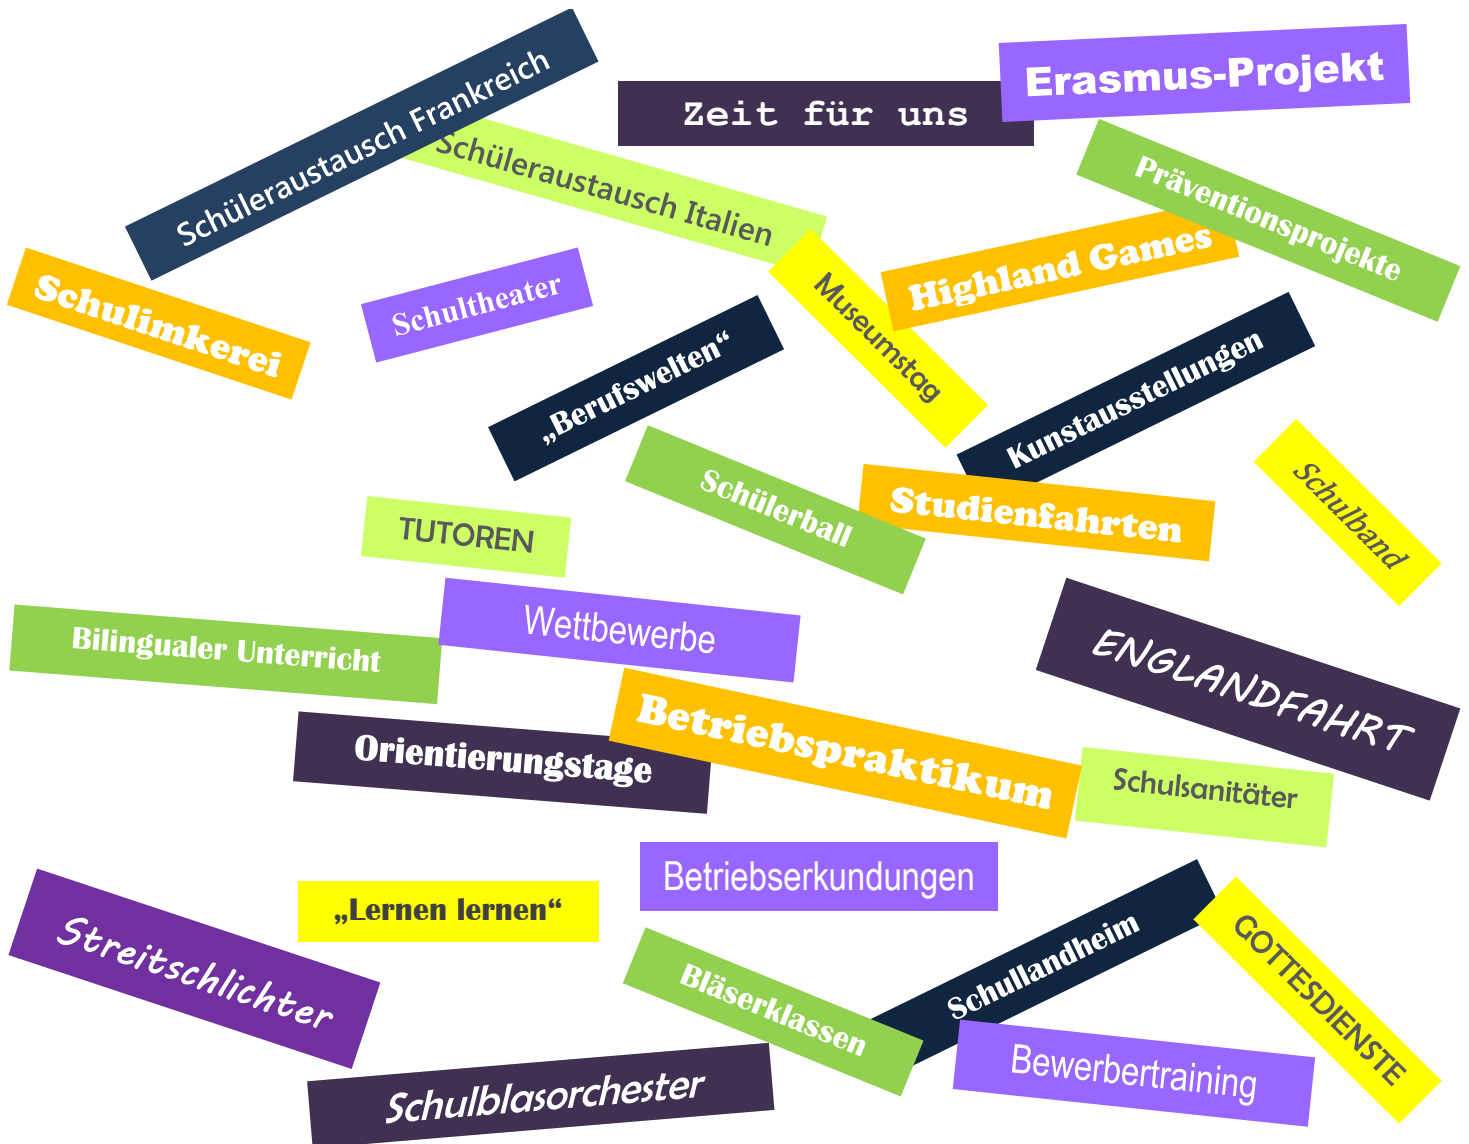 Schüleraustausch Frankreich
Zeit für uns
Erasmus-Projekt
Schüleraustausch Italien
Präventionsprojekte
Highland Games
Schulimkerei
Schultheater
Museumstag
„Berufswelten“
Kunstausstellungen
Schülerball
Studienfahrten
Schulband
TUTOREN
Wettbewerbe
Bilingualer Unterricht
ENGLANDFAHRT
Orientierungstage
Betriebspraktikum
Schulsanitäter
Betriebserkundungen
„Lernen lernen“
Streitschlichter
Schullandheim
GOTTESDIENSTE
Bläserklassen
Bewerbertraining
Schulblasorchester